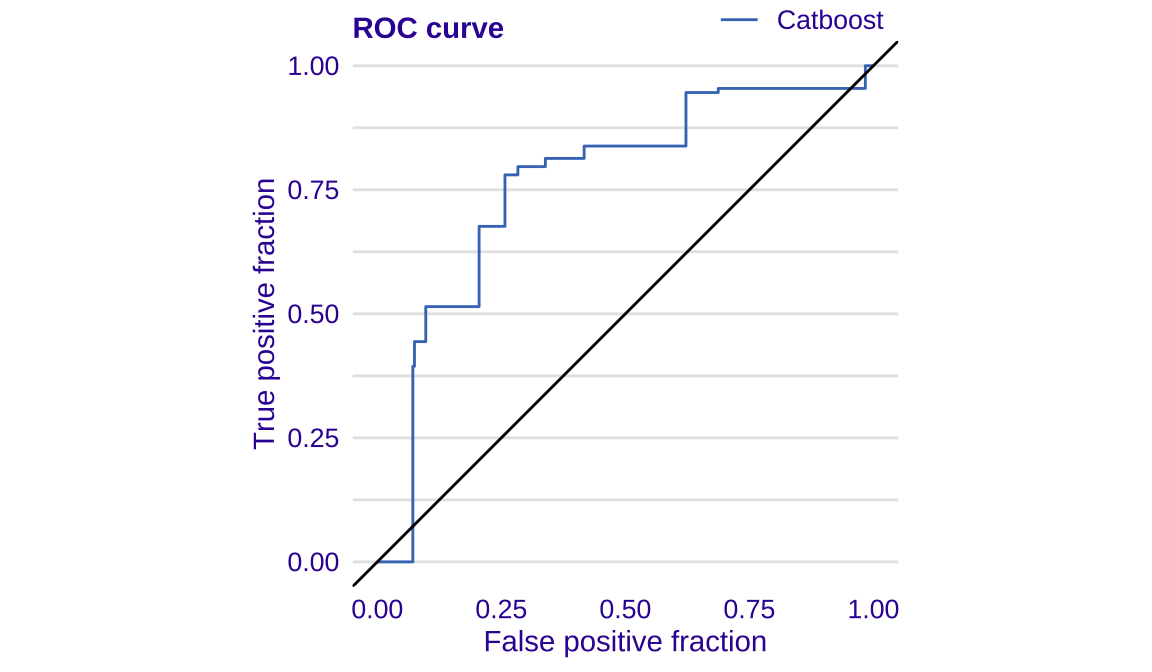 ROC curve
Catboost
True positive fraction
1.00
0.75
0.50
0.25
0.00
0.00 0.25 0.50 0.75 1.00
False positive fraction